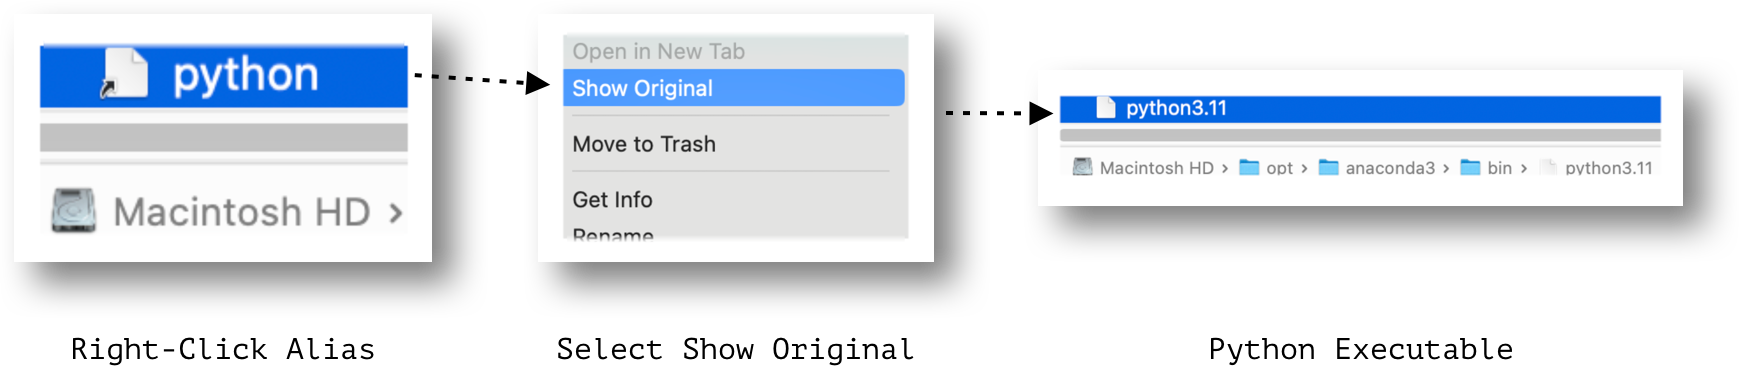 python
Macintosh HD ›
Open in New Tab
Show Original
Move to Trash
Get Info
Rename
python3.11
Macintosh HD › opt › anaconda3 › bin › python3.11
Right-Click Alias
Select Show Original
Python Executable